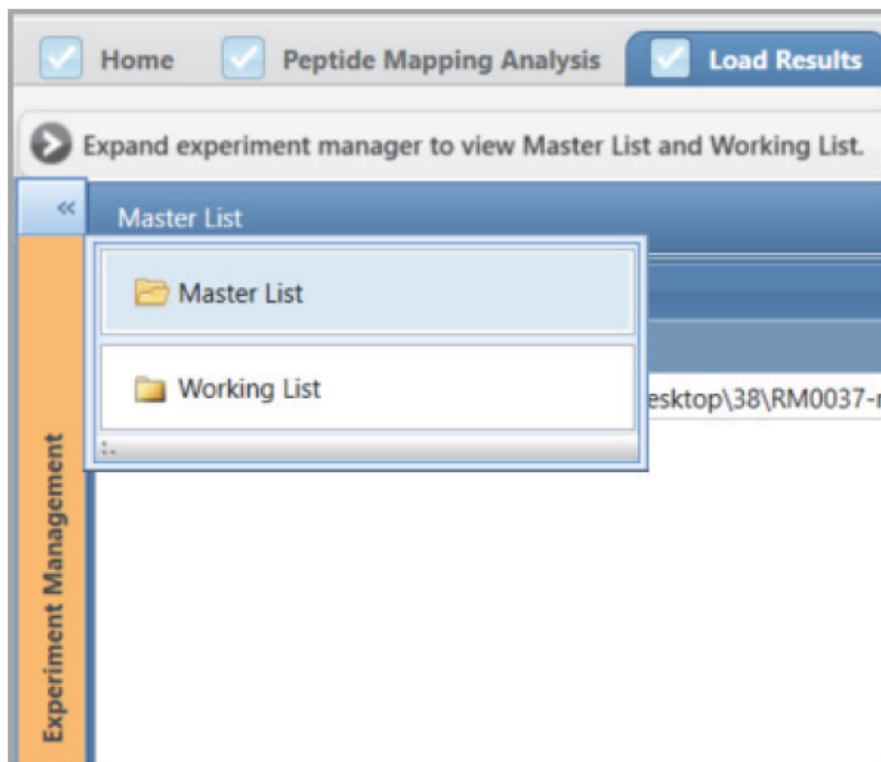 Home Peptide Mapping Analysis Load Results
Expand experiment manager to view Master List and Working List.
Master List
Master List
Working List
esktop\38\RM0037-
Experiment Management